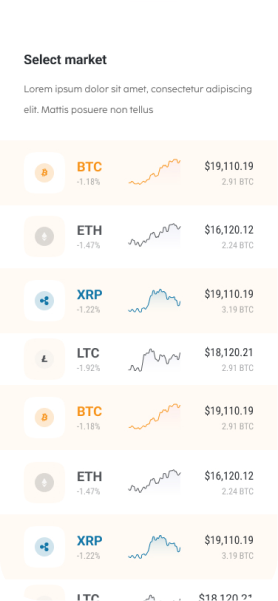 Select market
Lorem ipsum dolor sit amet, consectetur adipiscing
elit. Mattis posuere non tellus
BTC $19,110.19
-1.18% 2.91 BTC
ETH $16,120.12
-1.47% 2.24 BTC
XRP $19,110.19
-1.22% 3.19 BTC
LTC $18,120.21
-1.92% 2.91 BTC
BTC $19,110.19
-1.18% 2.91 BTC
ETH $16,120.12
-1.47% 2.24 BTC
XRP $19,110.19
-1.22% 3.19 BTC
LTC